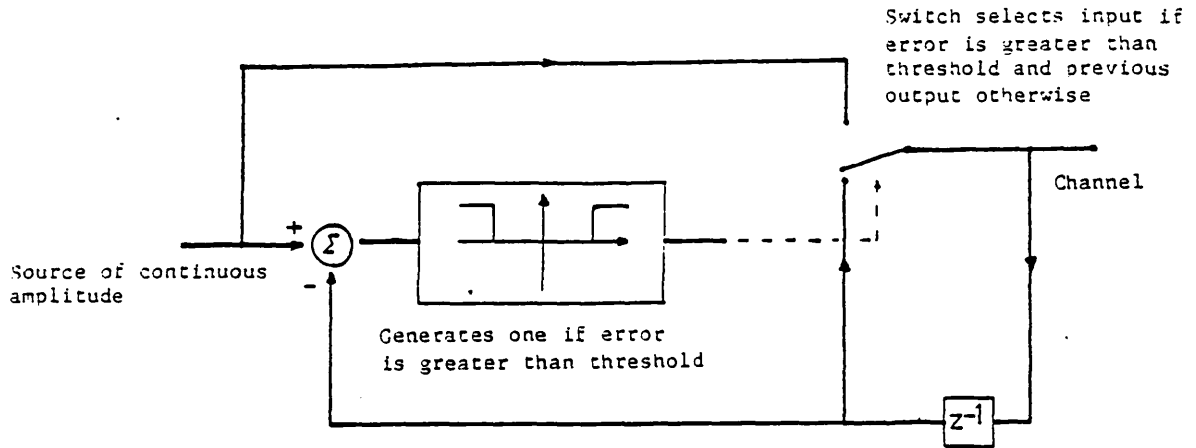 Switch selects input if
error is greater than
threshold and previous
output otherwise
Channel
+
Σ
-
Source of continuous
amplitude
Generates one if error
is greater than threshold
z⁻¹